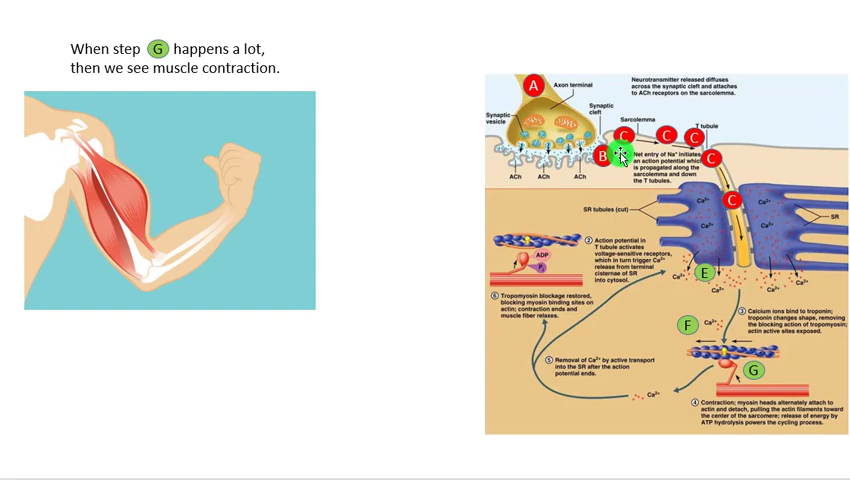 When step G happens a lot,
then we see muscle contraction.
A
Axon terminal
Neurotransmitter released diffuses
across the synaptic cleft and attaches
to ACh receptors on the sarcolemma.
Synaptic
vesicle
Synaptic
cleft
Sarcolemma
T tubule
C
C
C
C
B
ACh
ACh
ACh
Net entry of Na⁺ initiates
an action potential which
is propagated along the
sarcolemma and down
the T tubules.
C
SR tubules (cut)
SR
Ca²⁺
Ca²⁺
Ca²⁺
Ca²⁺
ADP
P
② Action potential in
T tubule activates
voltage-sensitive receptors,
which in turn trigger Ca²⁺
release from terminal
cisternae of SR
into cytosol.
E
Ca²⁺
Ca²⁺
Ca²⁺
Ca²⁺
⑥ Tropomyosin blockage restored,
blocking myosin binding sites on
actin; contraction ends and
muscle fiber relaxes.
③ Calcium ions bind to troponin;
troponin changes shape, removing
the blocking action of tropomyosin;
actin active sites exposed.
F
Ca²⁺
⑤ Removal of Ca²⁺ by active transport
into the SR after the action
potential ends.
G
Ca²⁺
④ Contraction; myosin heads alternately attach to
actin and detach, pulling the actin filaments toward
the center of the sarcomere; release of energy by
ATP hydrolysis powers the cycling process.